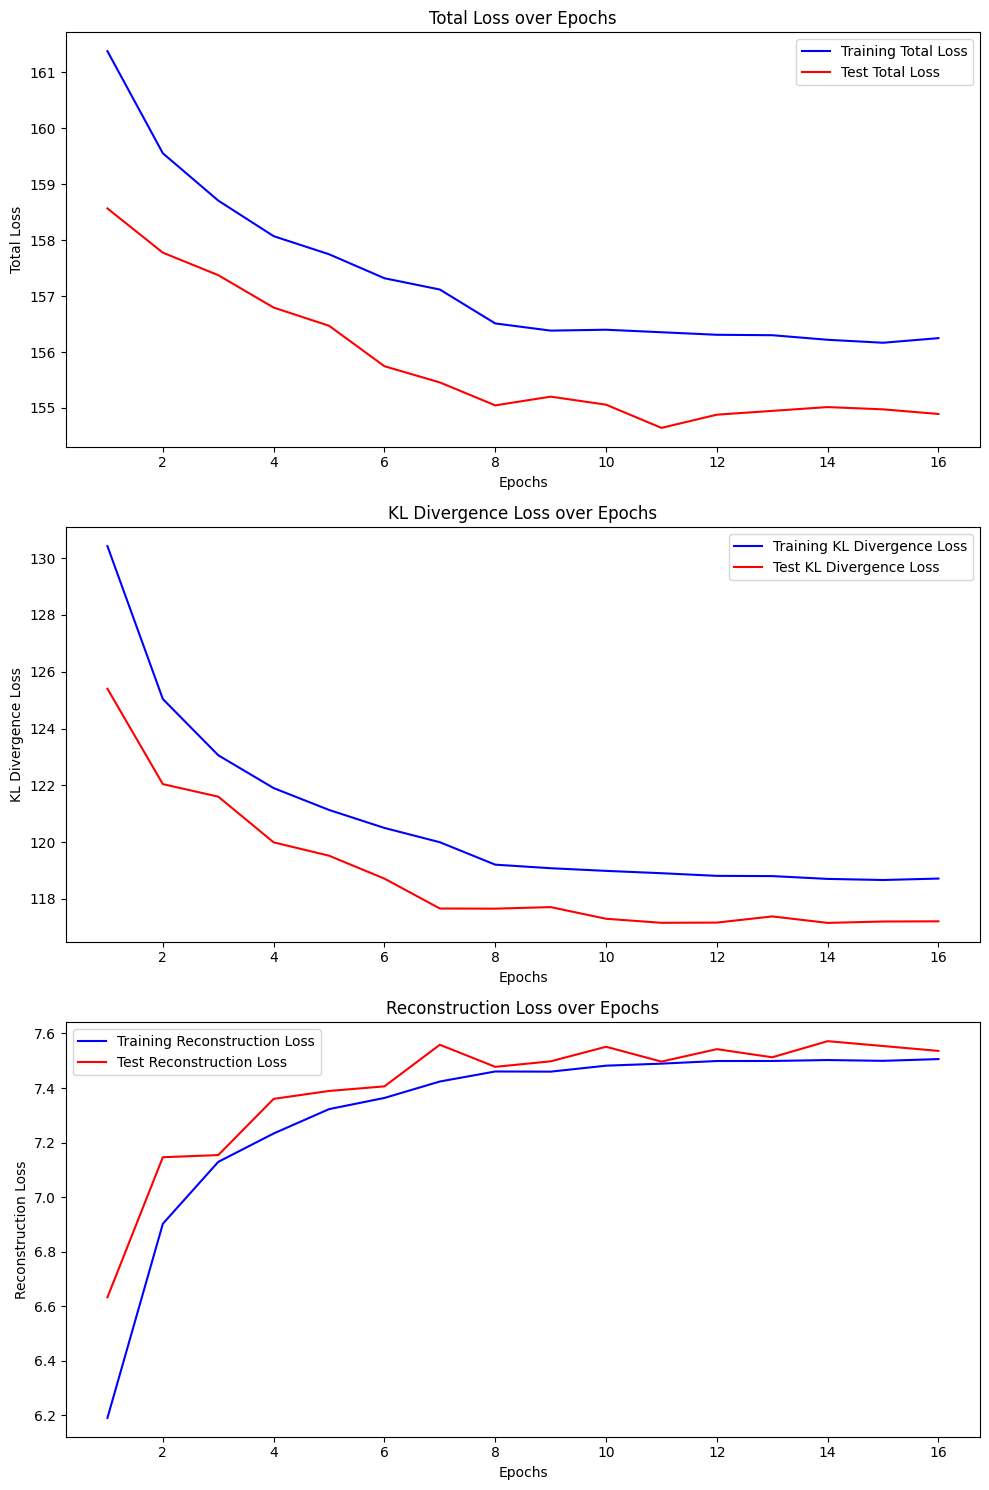 Total Loss over Epochs
Training Total Loss
Test Total Loss
161
160
159
158
157
156
155
Total Loss
2 4 6 8 10 12 14 16
Epochs
KL Divergence Loss over Epochs
Training KL Divergence Loss
Test KL Divergence Loss
130
128
126
124
122
120
118
KL Divergence Loss
2 4 6 8 10 12 14 16
Epochs
Reconstruction Loss over Epochs
Training Reconstruction Loss
Test Reconstruction Loss
7.6
7.4
7.2
7.0
6.8
6.6
6.4
6.2
Reconstruction Loss
2 4 6 8 10 12 14 16
Epochs